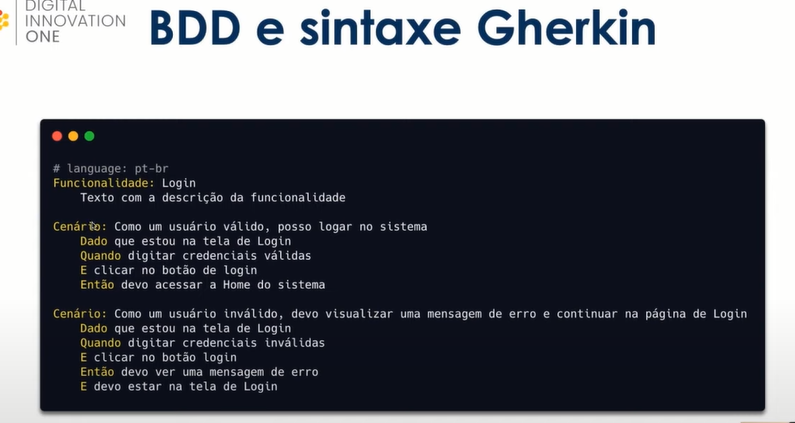 DIGITAL
INNOVATION
ONE
BDD e sintaxe Gherkin
# language: pt-br
Funcionalidade: Login
Texto com a descrição da funcionalidade
Cenário: Como um usuário válido, posso logar no sistema
Dado que estou na tela de Login
Quando digitar credenciais válidas
E clicar no botão de login
Então devo acessar a Home do sistema
Cenário: Como um usuário inválido, devo visualizar uma mensagem de erro e continuar na página de Login
Dado que estou na tela de Login
Quando digitar credenciais inválidas
E clicar no botão login
Então devo ver uma mensagem de erro
E devo estar na tela de Login